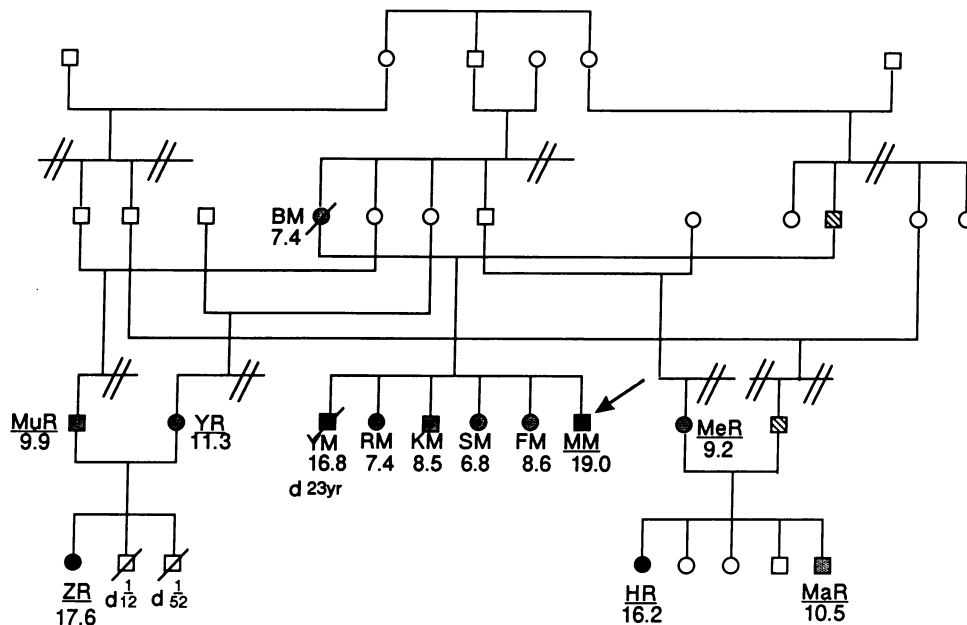 BM
7.4
MuR
9.9
YR
11.3
YM
16.8
d 23yr
RM
7.4
KM
8.5
SM
6.8
FM
8.6
MM
19.0
MeR
9.2
ZR
17.6
d 1/12
d 1/52
HR
16.2
MaR
10.5